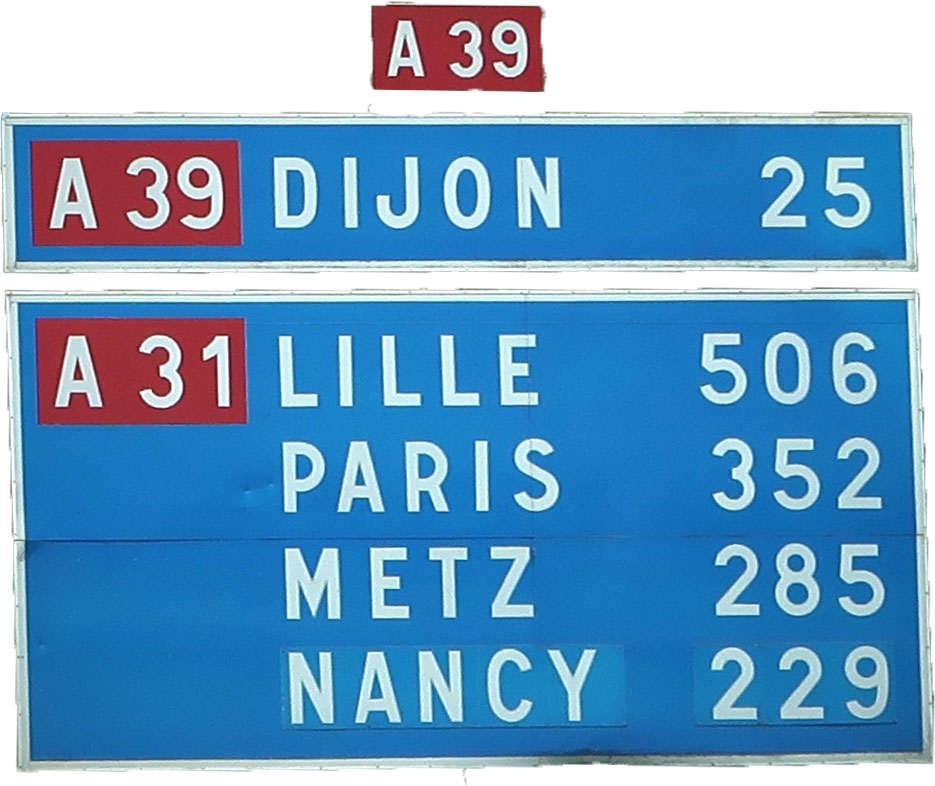 A 39
A 39 DIJON 25
A 31 LILLE 506
PARIS 352
METZ 285
NANCY 229